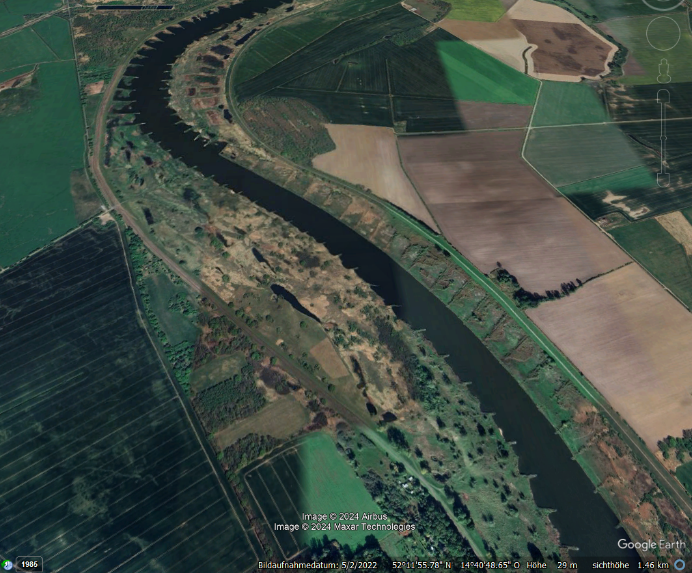 Image © 2024 Airbus
Image © 2024 Maxar Technologies
Google Earth
1985 Bildaufnahmedatum: 5/2/2022 52°11'55.78" N 14°40'48.65" O Höhe 29 m sichthöhe 1.46 km